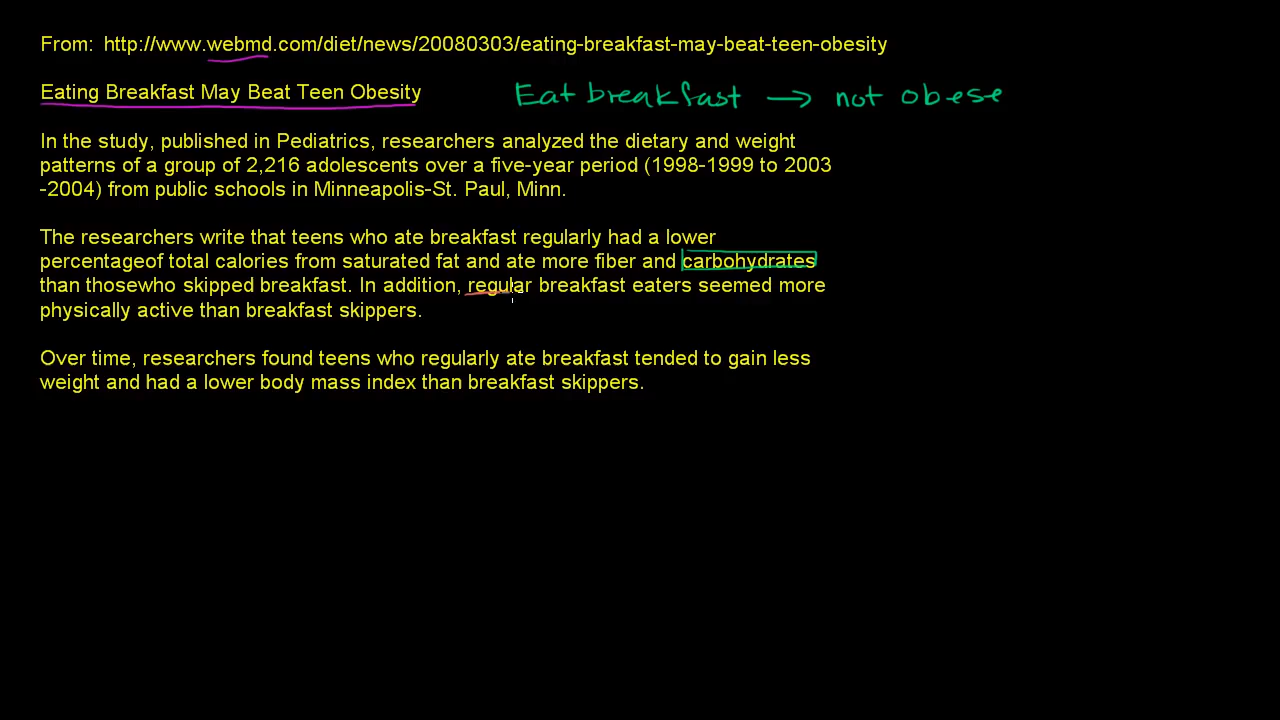 From: http://www.webmd.com/diet/news/20080303/eating-breakfast-may-beat-teen-obesity
Eating Breakfast May Beat Teen Obesity
Eat breakfast → not obese
In the study, published in Pediatrics, researchers analyzed the dietary and weight
patterns of a group of 2,216 adolescents over a five-year period (1998-1999 to 2003
-2004) from public schools in Minneapolis-St. Paul, Minn.
The researchers write that teens who ate breakfast regularly had a lower
percentageof total calories from saturated fat and ate more fiber and carbohydrates
than thosewho skipped breakfast. In addition, regular breakfast eaters seemed more
physically active than breakfast skippers.
Over time, researchers found teens who regularly ate breakfast tended to gain less
weight and had a lower body mass index than breakfast skippers.